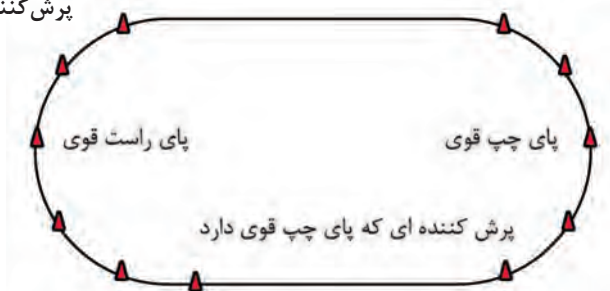 پای چپ قوی
پای راست قوی
پرش کننده ای که پای چپ قوی دارد